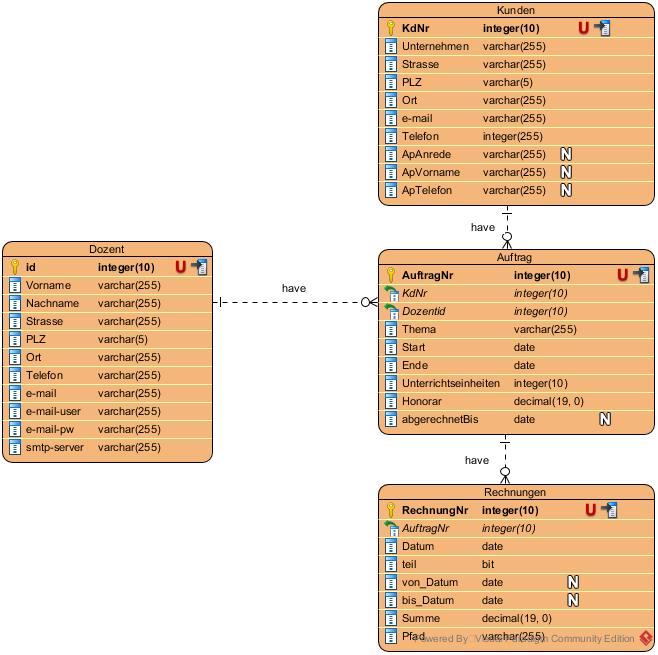 Kunden
KdNr integer(10) U
Unternehmen varchar(255)
Strasse varchar(255)
PLZ varchar(5)
Ort varchar(255)
e-mail varchar(255)
Telefon integer(255)
ApAnrede varchar(255) N
ApVorname varchar(255) N
ApTelefon varchar(255) N
have
Dozent
id integer(10) U
Vorname varchar(255)
Nachname varchar(255)
Strasse varchar(255)
PLZ varchar(5)
Ort varchar(255)
Telefon varchar(255)
e-mail varchar(255)
e-mail-user varchar(255)
e-mail-pw varchar(255)
smtp-server varchar(255)
have
Auftrag
AuftragNr integer(10) U
KdNr integer(10)
Dozentid integer(10)
Thema varchar(255)
Start date
Ende date
Unterrichtseinheiten integer(10)
Honorar decimal(19, 0)
abgerechnetBis date N
have
Rechnungen
RechnungNr integer(10) U
AuftragNr integer(10)
Datum date
teil bit
von_Datum date N
bis_Datum date N
Summe decimal(19, 0)
Pfad varchar(255)
Powered By Visual Paradigm Community Edition